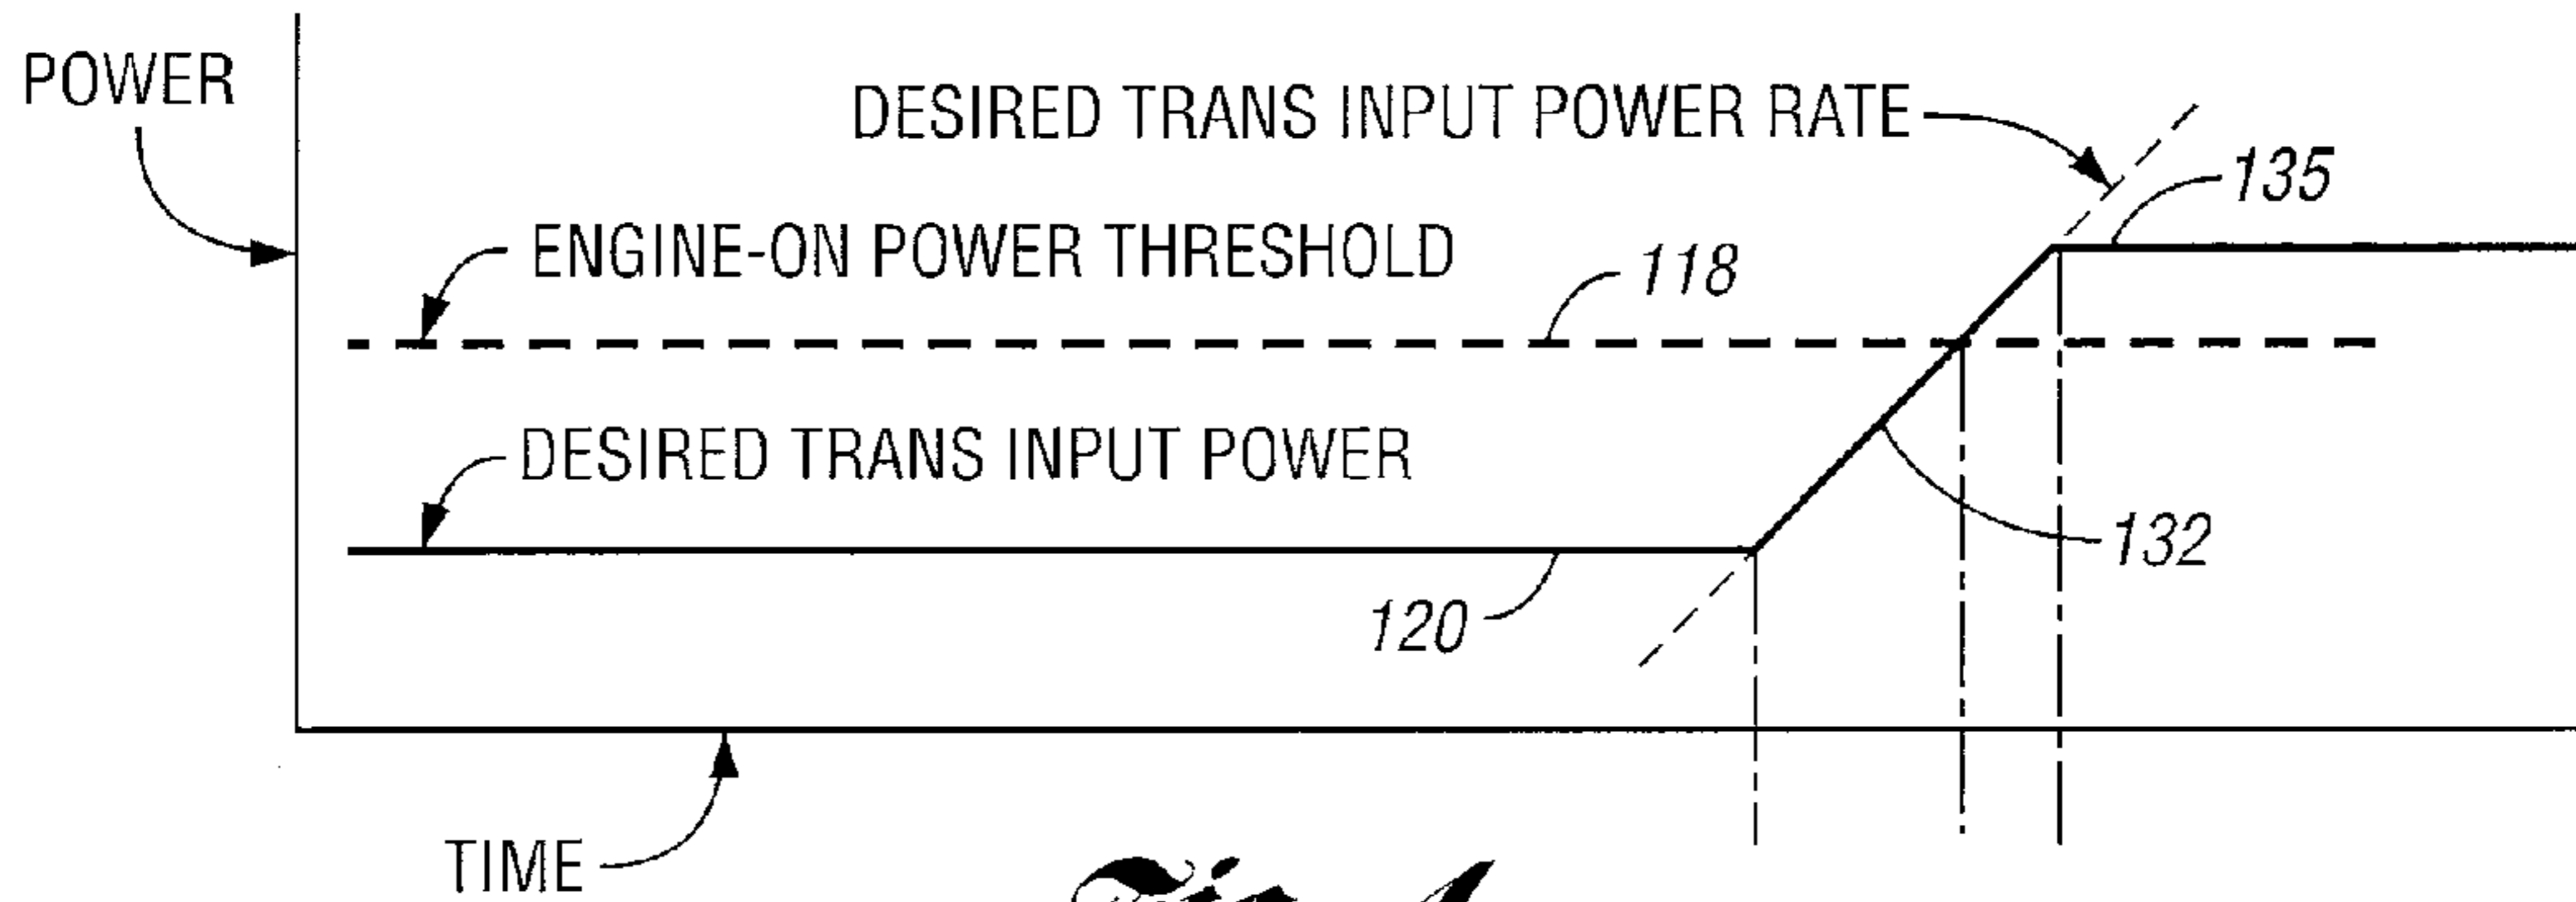 POWER
DESIRED TRANS INPUT POWER RATE
135
ENGINE-ON POWER THRESHOLD
118
DESIRED TRANS INPUT POWER
132
120
TIME